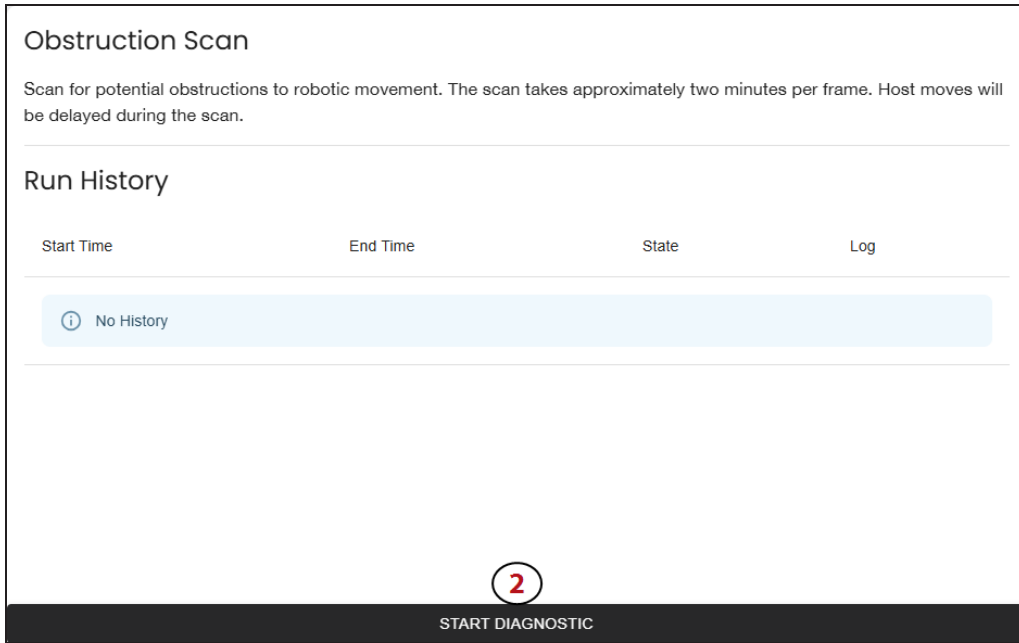 Obstruction Scan
Scan for potential obstructions to robotic movement. The scan takes approximately two minutes per frame. Host moves will
be delayed during the scan.
Run History
Start Time End Time State Log
No History
2
START DIAGNOSTIC